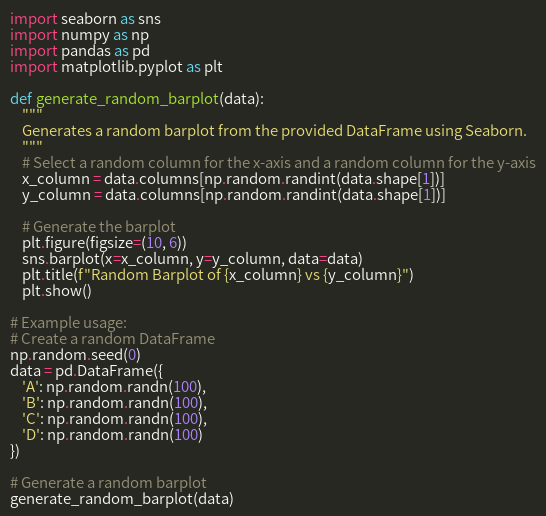 import seaborn as sns
import numpy as np
import pandas as pd
import matplotlib.pyplot as plt

def generate_random_barplot(data):
    """
    Generates a random barplot from the provided DataFrame using Seaborn.
    """
    # Select a random column for the x-axis and a random column for the y-axis
    x_column = data.columns[np.random.randint(data.shape[1])]
    y_column = data.columns[np.random.randint(data.shape[1])]

    # Generate the barplot
    plt.figure(figsize=(10, 6))
    sns.barplot(x=x_column, y=y_column, data=data)
    plt.title(f"Random Barplot of {x_column} vs {y_column}")
    plt.show()

# Example usage:
# Create a random DataFrame
np.random.seed(0)
data = pd.DataFrame({
    'A': np.random.randn(100),
    'B': np.random.randn(100),
    'C': np.random.randn(100),
    'D': np.random.randn(100)
})

# Generate a random barplot
generate_random_barplot(data)